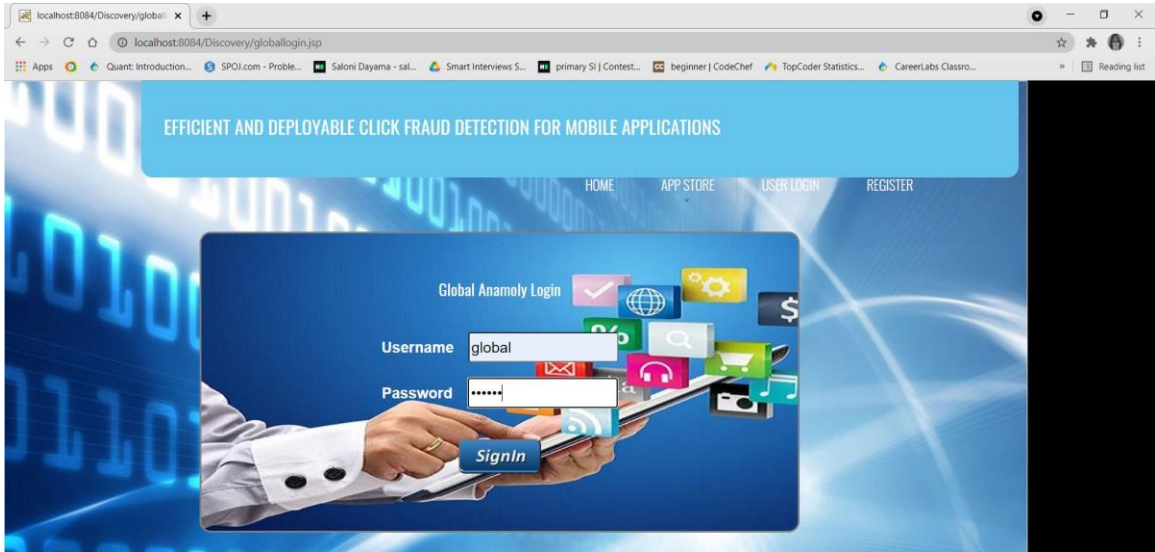 localhost:8084/Discovery/global
localhost:8084/Discovery/globallogin.jsp
Apps Quant: Introduction... SPOJ.com - Proble... Saloni Dayama - sal... Smart Interviews S... primary SI | Contest... beginner | CodeChef TopCoder Statistics... CareerLabs Classro... » Reading list
EFFICIENT AND DEPLOYABLE CLICK FRAUD DETECTION FOR MOBILE APPLICATIONS
HOME APP STORE USER LOGIN REGISTER
Global Anamoly Login
$
%
Username global
Password ••••••
a
SignIn